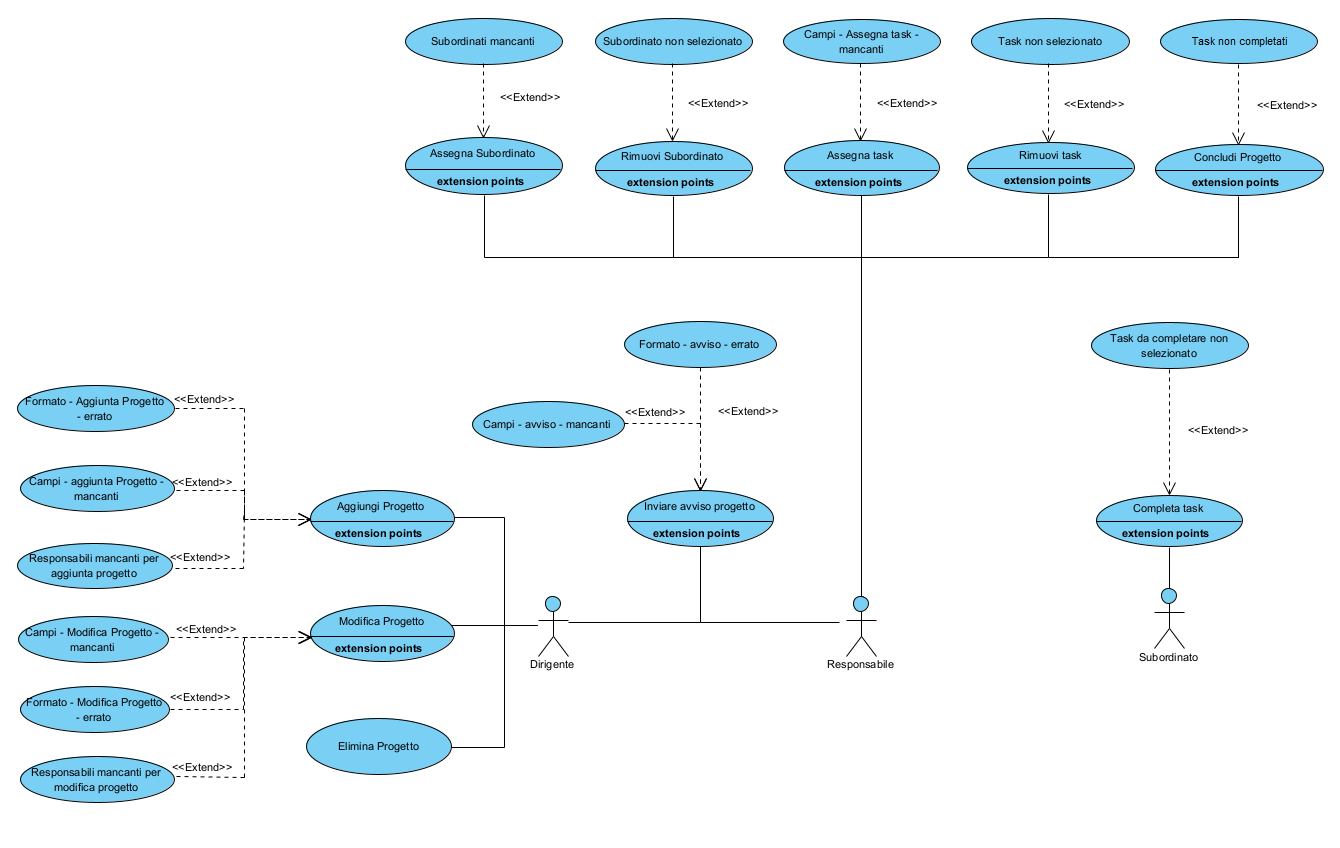 Subordinati mancanti
Subordinato non selezionato
Campi - Assegna task -
mancanti
Task non selezionato
Task non completati
<<Extend>>
<<Extend>>
<<Extend>>
<<Extend>>
<<Extend>>
Assegna Subordinato
extension points
Rimuovi Subordinato
extension points
Assegna task
extension points
Rimuovi task
extension points
Concludi Progetto
extension points
Formato - avviso - errato
Task da completare non
selezionato
Formato - Aggiunta Progetto
- errato
<<Extend>>
Campi - avviso - mancanti
<<Extend>>
<<Extend>>
<<Extend>>
Campi - aggiunta Progetto -
mancanti
<<Extend>>
Aggiungi Progetto
extension points
Inviare avviso progetto
extension points
Completa task
extension points
Responsabili mancanti per
aggiunta progetto
<<Extend>>
Campi - Modifica Progetto -
mancanti
<<Extend>>
Modifica Progetto
extension points
Dirigente
Responsabile
Subordinato
Formato - Modifica Progetto
- errato
<<Extend>>
Elimina Progetto
Responsabili mancanti per
modifica progetto
<<Extend>>